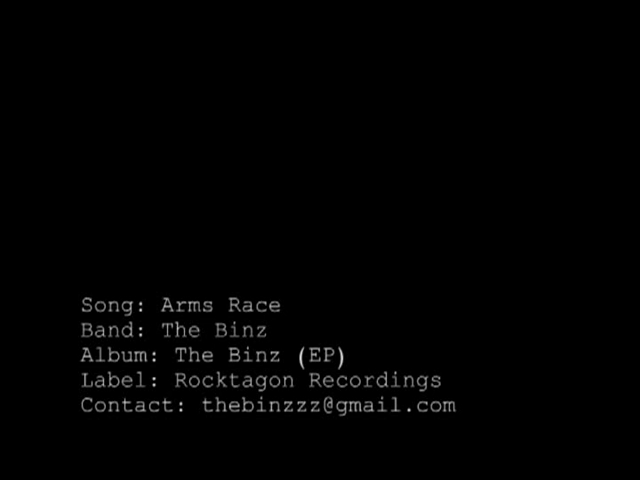 Song: Arms Race
Band: The Binz
Album: The Binz (EP)
Label: Rocktagon Recordings
Contact: thebinzzz@gmail.com